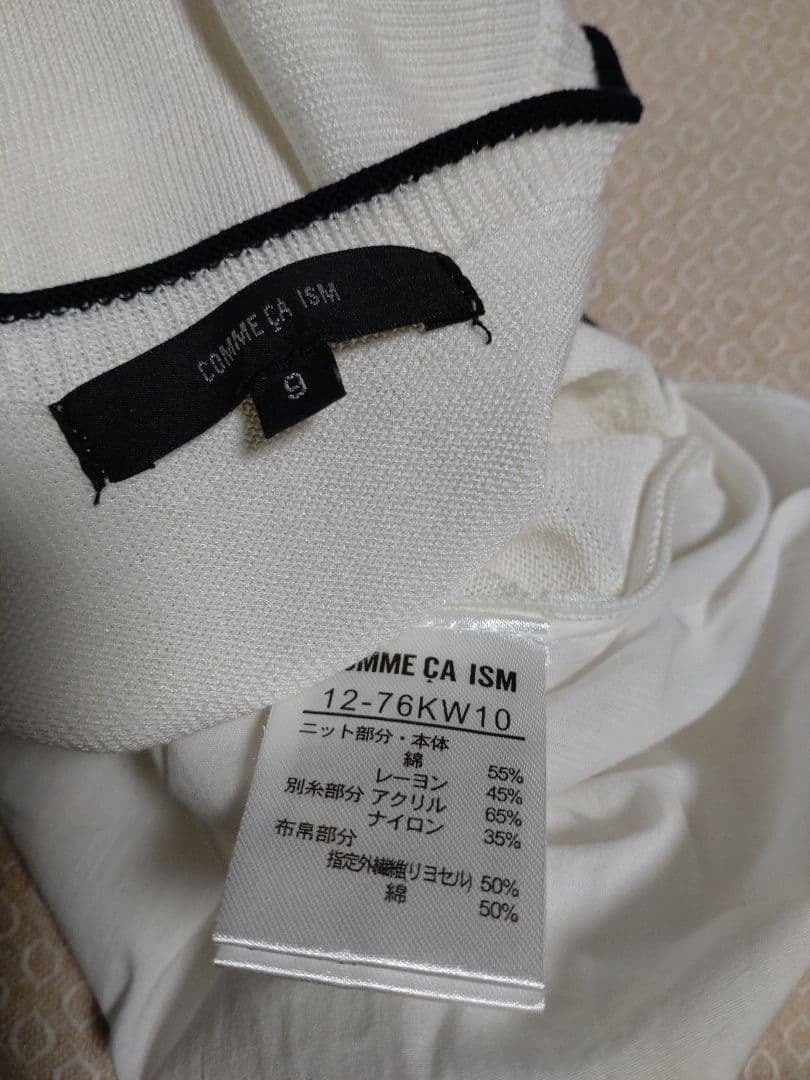 COMME ÇA ISM
9
OMME ÇA ISM
12-76KW10
ニット部分・本体
綿 55%
レーヨン 45%
別糸部分 アクリル 65%
ナイロン 35%
布帛部分
指定外繊維(リヨセル) 50%
綿 50%